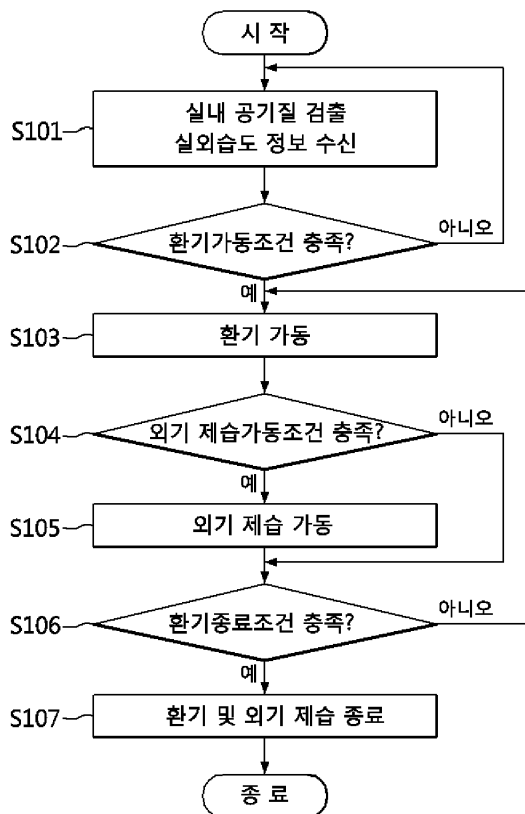 시 작
S101
실내 공기질 검출
실외습도 정보 수신
S102
환기가동조건 충족?
아니오
예
S103
환기 가동
S104
외기 제습가동조건 충족?
아니오
예
S105
외기 제습 가동
S106
환기종료조건 충족?
아니오
예
S107
환기 및 외기 제습 종료
종 료